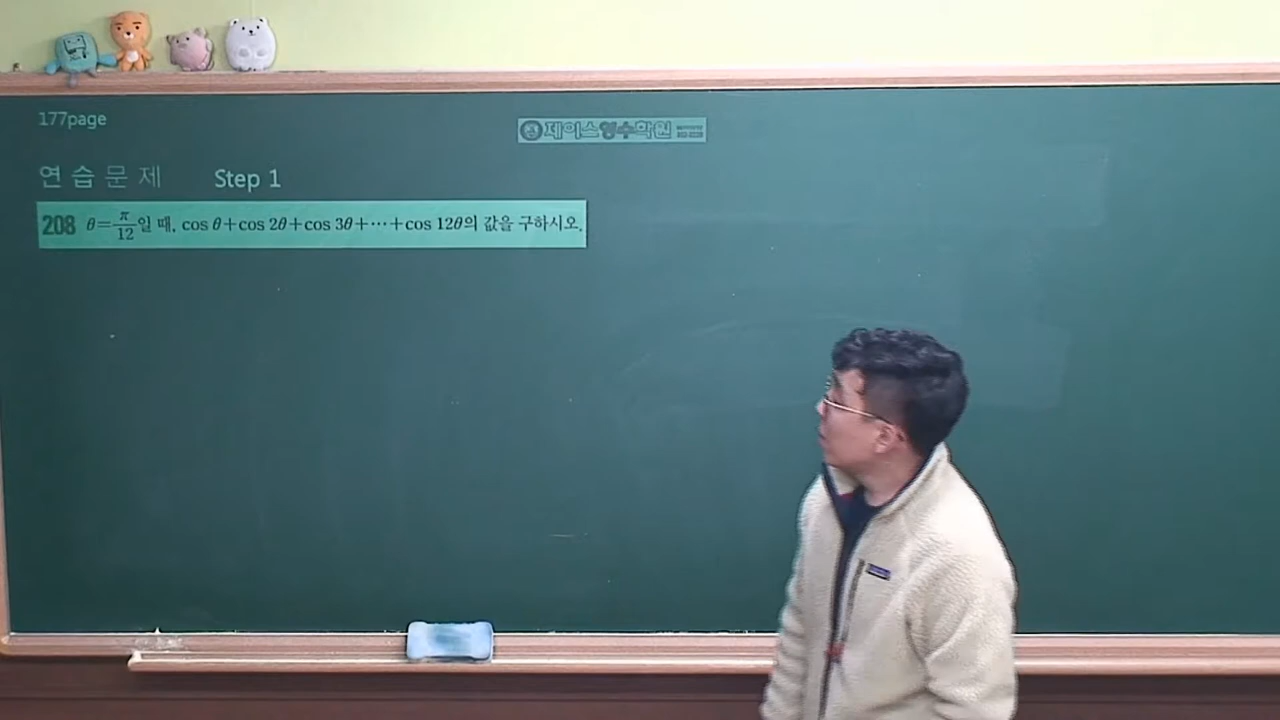 177page
제이스영수학원
연 습 문 제 Step 1
208 θ=π/12일 때, cos θ+cos 2θ+cos 3θ+⋯+cos 12θ의 값을 구하시오.